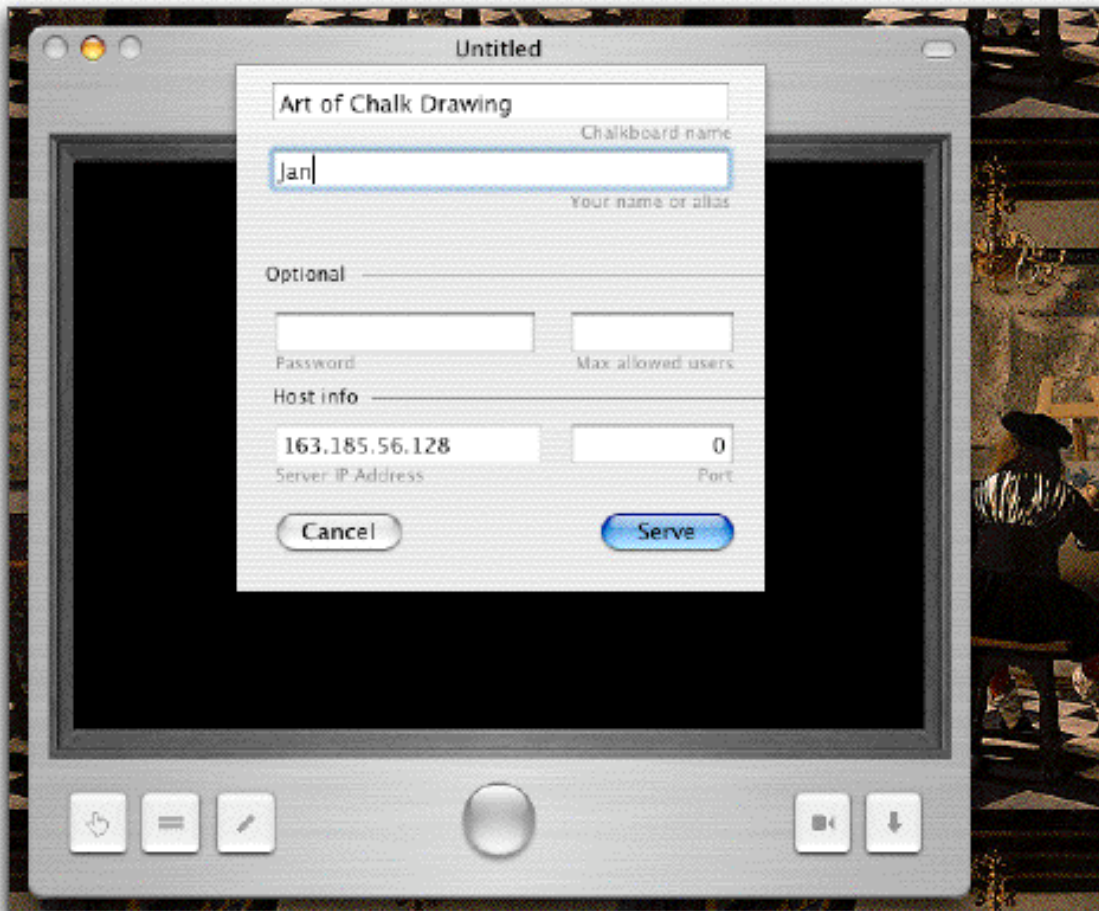 Untitled
Art of Chalk Drawing
Chalkboard name
Jan
Your name or alias
Optional
Password Max allowed users
Host info
163.185.56.128 0
Server IP Address Port
Cancel Serve